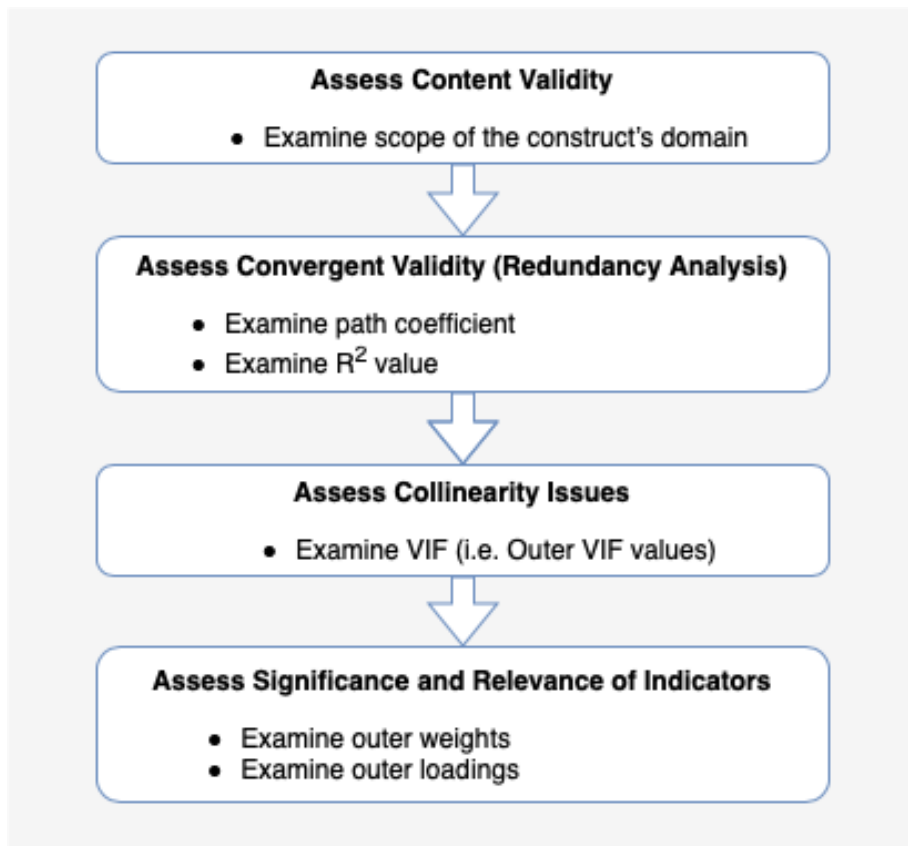 Assess Content Validity
• Examine scope of the construct's domain
Assess Convergent Validity (Redundancy Analysis)
• Examine path coefficient
• Examine R² value
Assess Collinearity Issues
• Examine VIF (i.e. Outer VIF values)
Assess Significance and Relevance of Indicators
• Examine outer weights
• Examine outer loadings